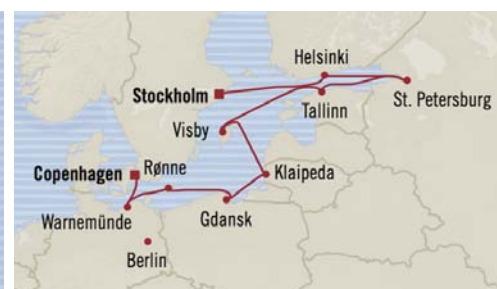 Helsinki
Stockholm
Tallinn
St. Petersburg
Visby
Copenhagen
Rønne
Klaipeda
Warnemünde
Gdansk
Berlin